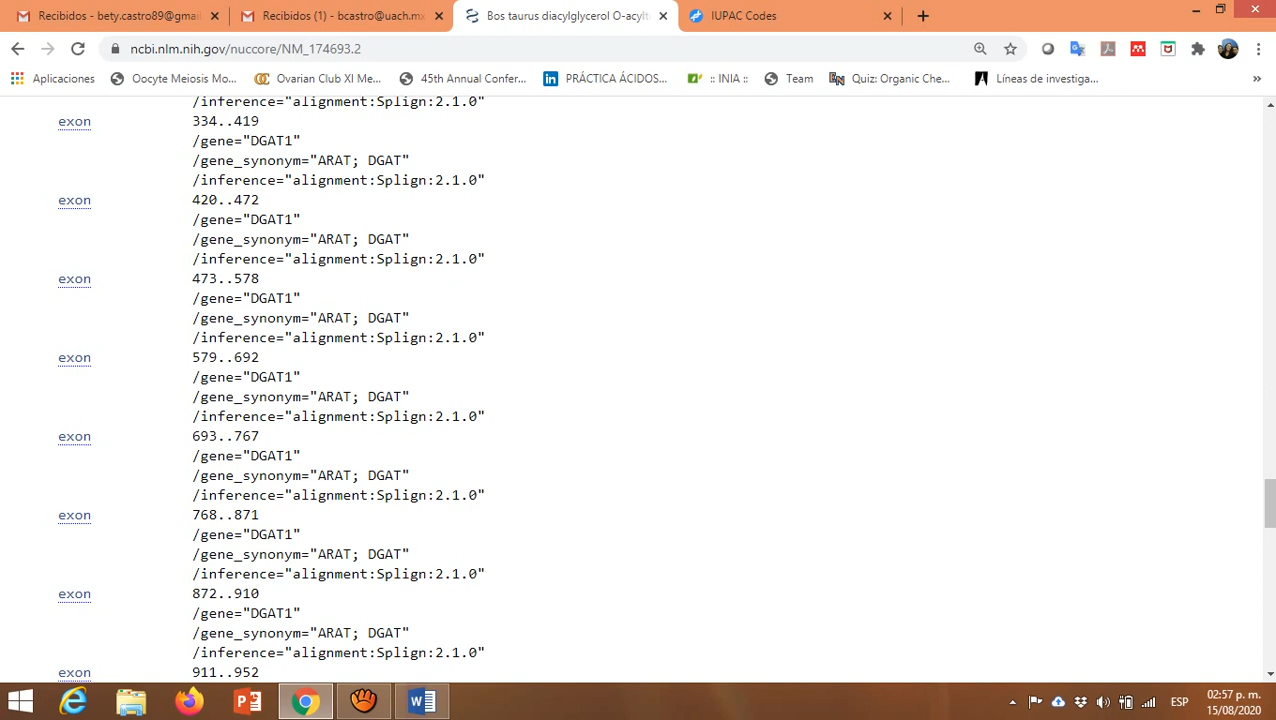 Recibidos - bety.castro89@gmai
Recibidos (1) - bcastro@uach.mx
Bos taurus diacylglycerol O-acylt
IUPAC Codes
ncbi.nlm.nih.gov/nuccore/NM_174693.2
Aplicaciones
Oocyte Meiosis Mo...
Ovarian Club XI Me...
45th Annual Confer...
PRÁCTICA ÁCIDOS...
:: INIA ::
Team
Quiz: Organic Che...
Líneas de investiga...
»
/inference="alignment:Splign:2.1.0"
exon 334..419
/gene="DGAT1"
/gene_synonym="ARAT; DGAT"
/inference="alignment:Splign:2.1.0"
exon 420..472
/gene="DGAT1"
/gene_synonym="ARAT; DGAT"
/inference="alignment:Splign:2.1.0"
exon 473..578
/gene="DGAT1"
/gene_synonym="ARAT; DGAT"
/inference="alignment:Splign:2.1.0"
exon 579..692
/gene="DGAT1"
/gene_synonym="ARAT; DGAT"
/inference="alignment:Splign:2.1.0"
exon 693..767
/gene="DGAT1"
/gene_synonym="ARAT; DGAT"
/inference="alignment:Splign:2.1.0"
exon 768..871
/gene="DGAT1"
/gene_synonym="ARAT; DGAT"
/inference="alignment:Splign:2.1.0"
exon 872..910
/gene="DGAT1"
/gene_synonym="ARAT; DGAT"
/inference="alignment:Splign:2.1.0"
exon 911..952
ESP
02:57 p. m.
15/08/2020